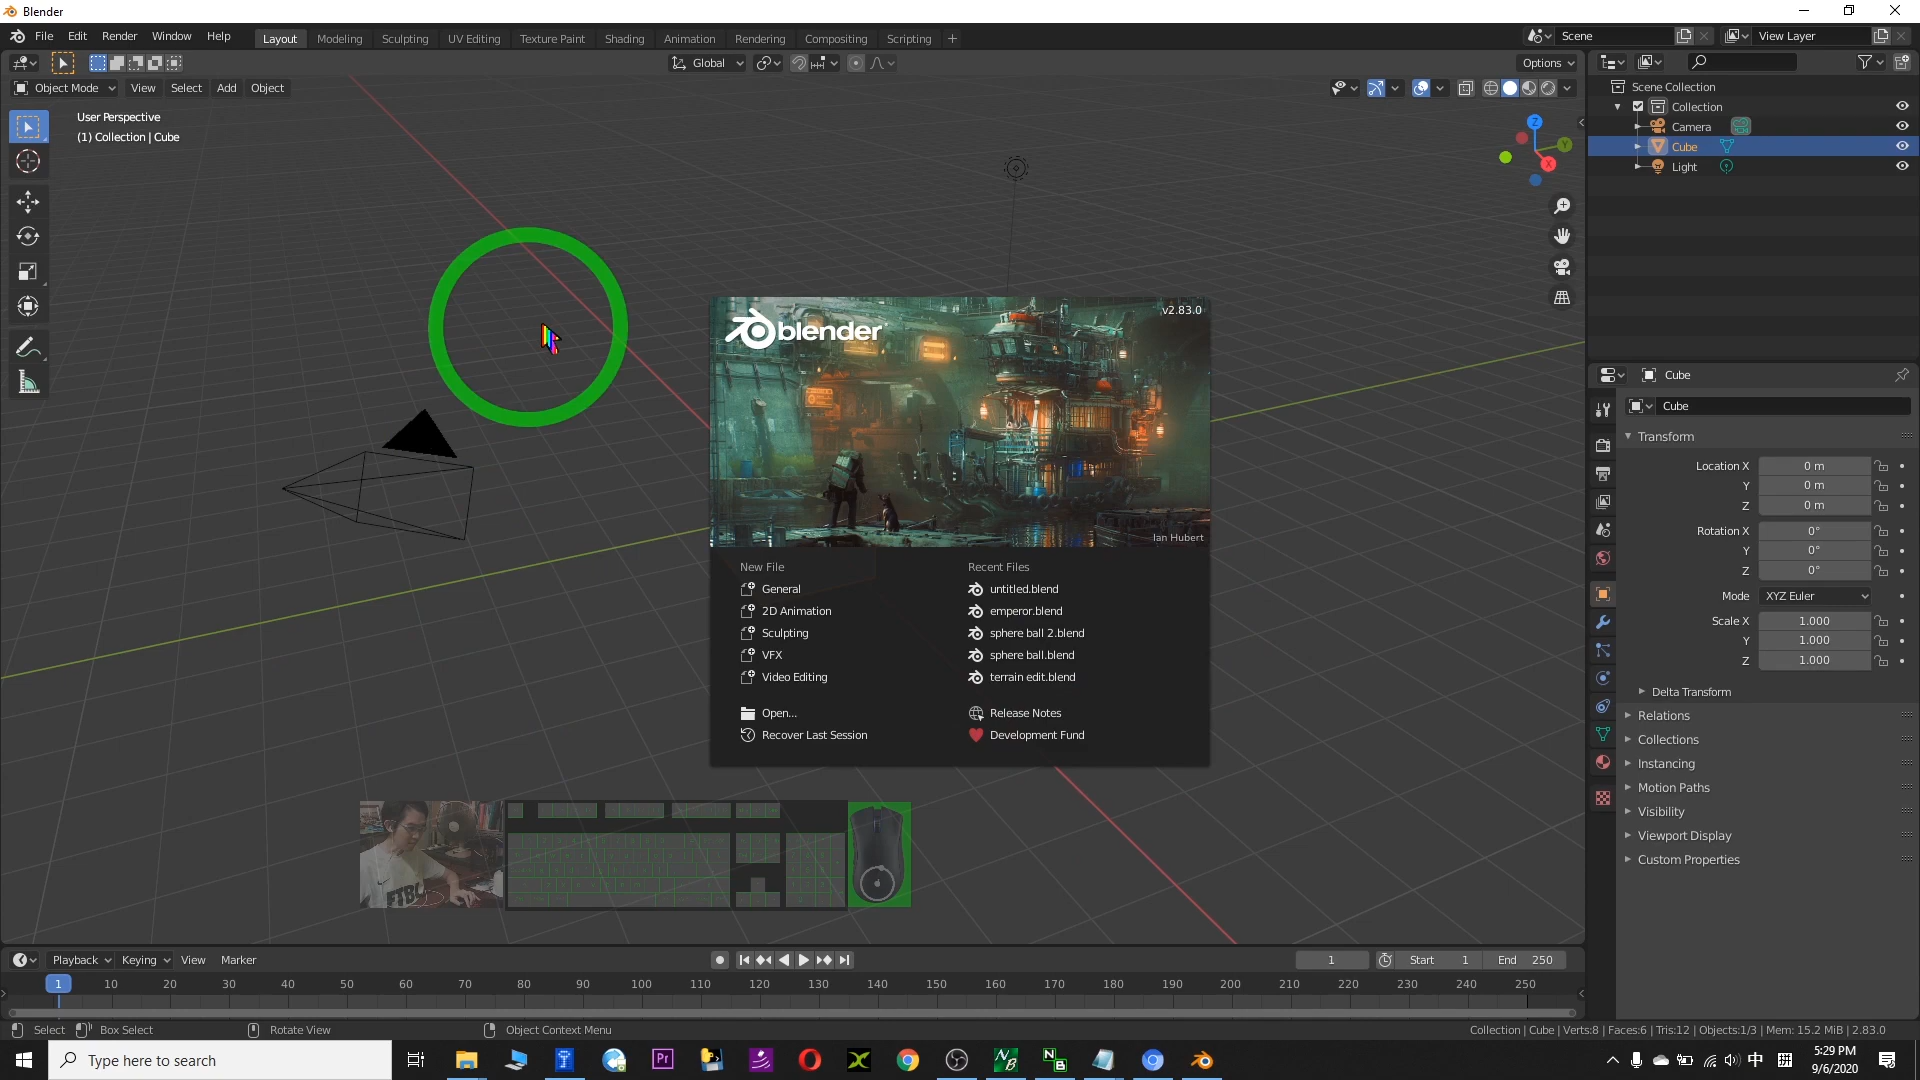 Blender
File Edit Render Window Help
Layout Modeling Sculpting UV Editing Texture Paint Shading Animation Rendering Compositing Scripting +
Scene
View Layer
Global
Options
Object Mode View Select Add Object
User Perspective
(1) Collection | Cube
Z
Y
X
Scene Collection
Collection
Camera
Cube
Light
blender
v2.83.0
Ian Hubert
New File
General
2D Animation
Sculpting
VFX
Video Editing
Open...
Recover Last Session
Recent Files
untitled.blend
emperor.blend
sphere ball 2.blend
sphere ball.blend
terrain edit.blend
Release Notes
Development Fund
Cube
Cube
Transform
Location X 0 m
Y 0 m
Z 0 m
Rotation X 0°
Y 0°
Z 0°
Mode XYZ Euler
Scale X 1.000
Y 1.000
Z 1.000
Delta Transform
Relations
Collections
Instancing
Motion Paths
Visibility
Viewport Display
Custom Properties
Playback Keying View Marker
1 Start 1 End 250
1 10 20 30 40 50 60 70 80 90 100 110 120 130 140 150 160 170 180 190 200 210 220 230 240 250
Select Box Select Rotate View Object Context Menu
Collection | Cube | Verts:8 | Faces:6 | Tris:12 | Objects:1/3 | Mem: 15.2 MiB | 2.83.0
Type here to search
Pr
N B
N B
中
拼
5:29 PM
9/6/2020